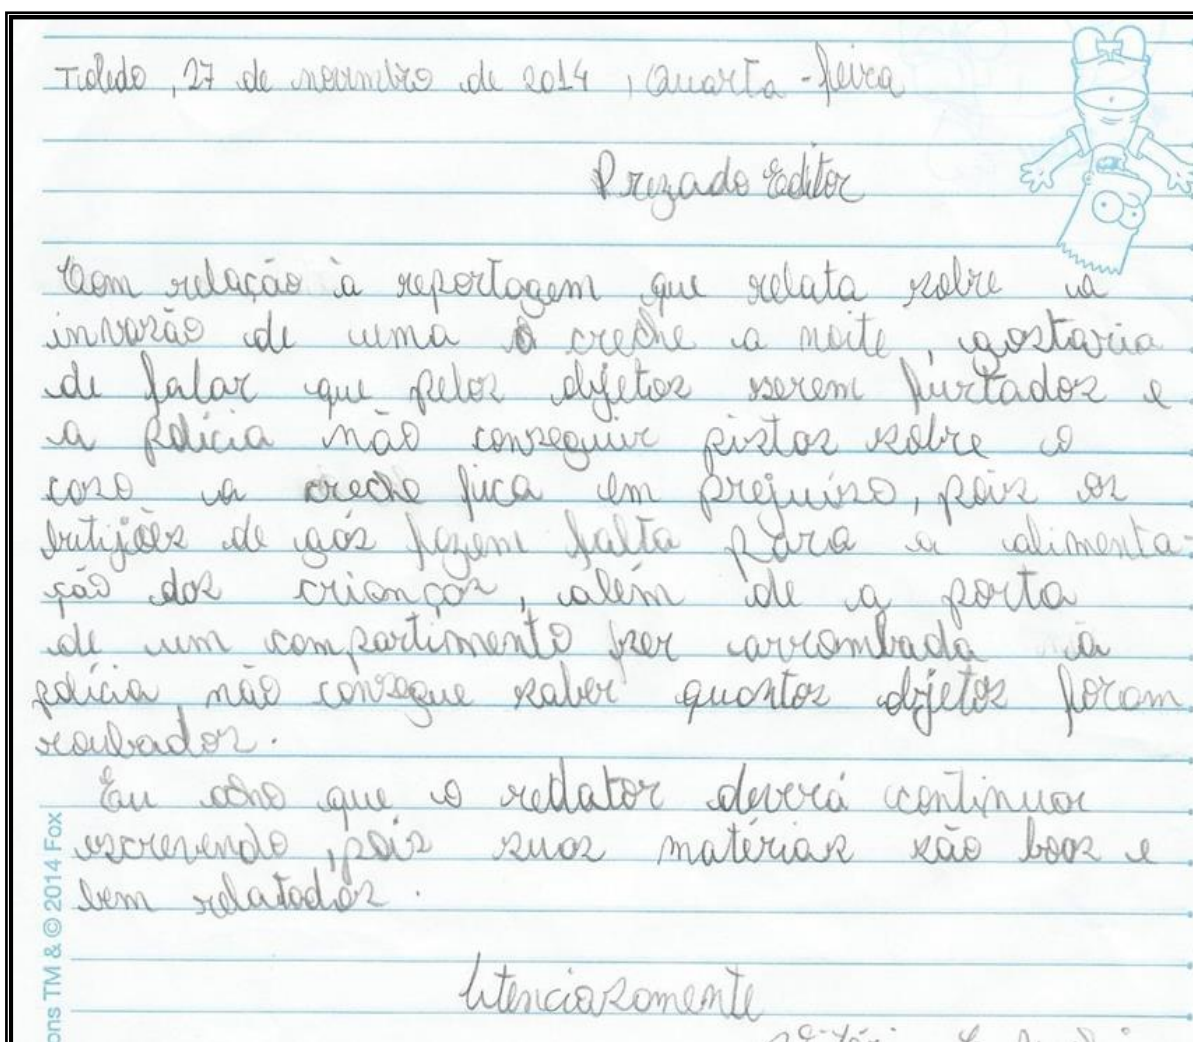 Toledo, 27 de novembro de 2014, Quarta-feira
Prezado Editor
Com relação à reportagem que relata sobre a
invazão de uma creche a noite, gostaria
de falar que pelos objetos serem furtados e
a polícia não conseguir pistas sobre o
caso a creche fica em prejuízo, pois os
butijões de gás fazem falta para a alimenta-
ção das crianças, além de a porta
de um compartimento ser arrombada a
polícia não consegue saber quantos objetos foram
roubados.
Eu acho que o redator deverá continuar
escrevendo, pois suas matérias são boas e
bem relatadas.
Atenciosamente
ons TM & © 2014 Fox